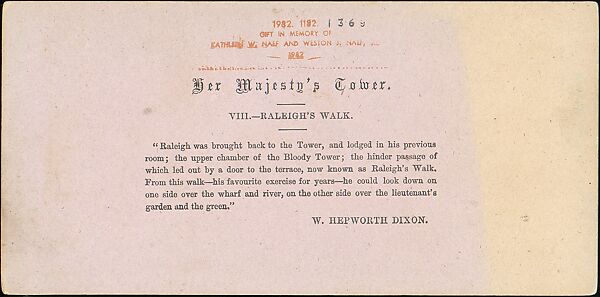 1982. 1182. 1369
GIFT IN MEMORY OF
KATHLEEN W. NAEF AND WESTON J. NAEF,
1982
Her Majesty's Tower.
VIII.—RALEIGH'S WALK.
"Raleigh was brought back to the Tower, and lodged in his previous
room; the upper chamber of the Bloody Tower; the hinder passage of
which led out by a door to the terrace, now known as Raleigh's Walk.
From this walk—his favourite exercise for years—he could look down on
one side over the wharf and river, on the other side over the lieutenant's
garden and the green."
W. HEPWORTH DIXON.